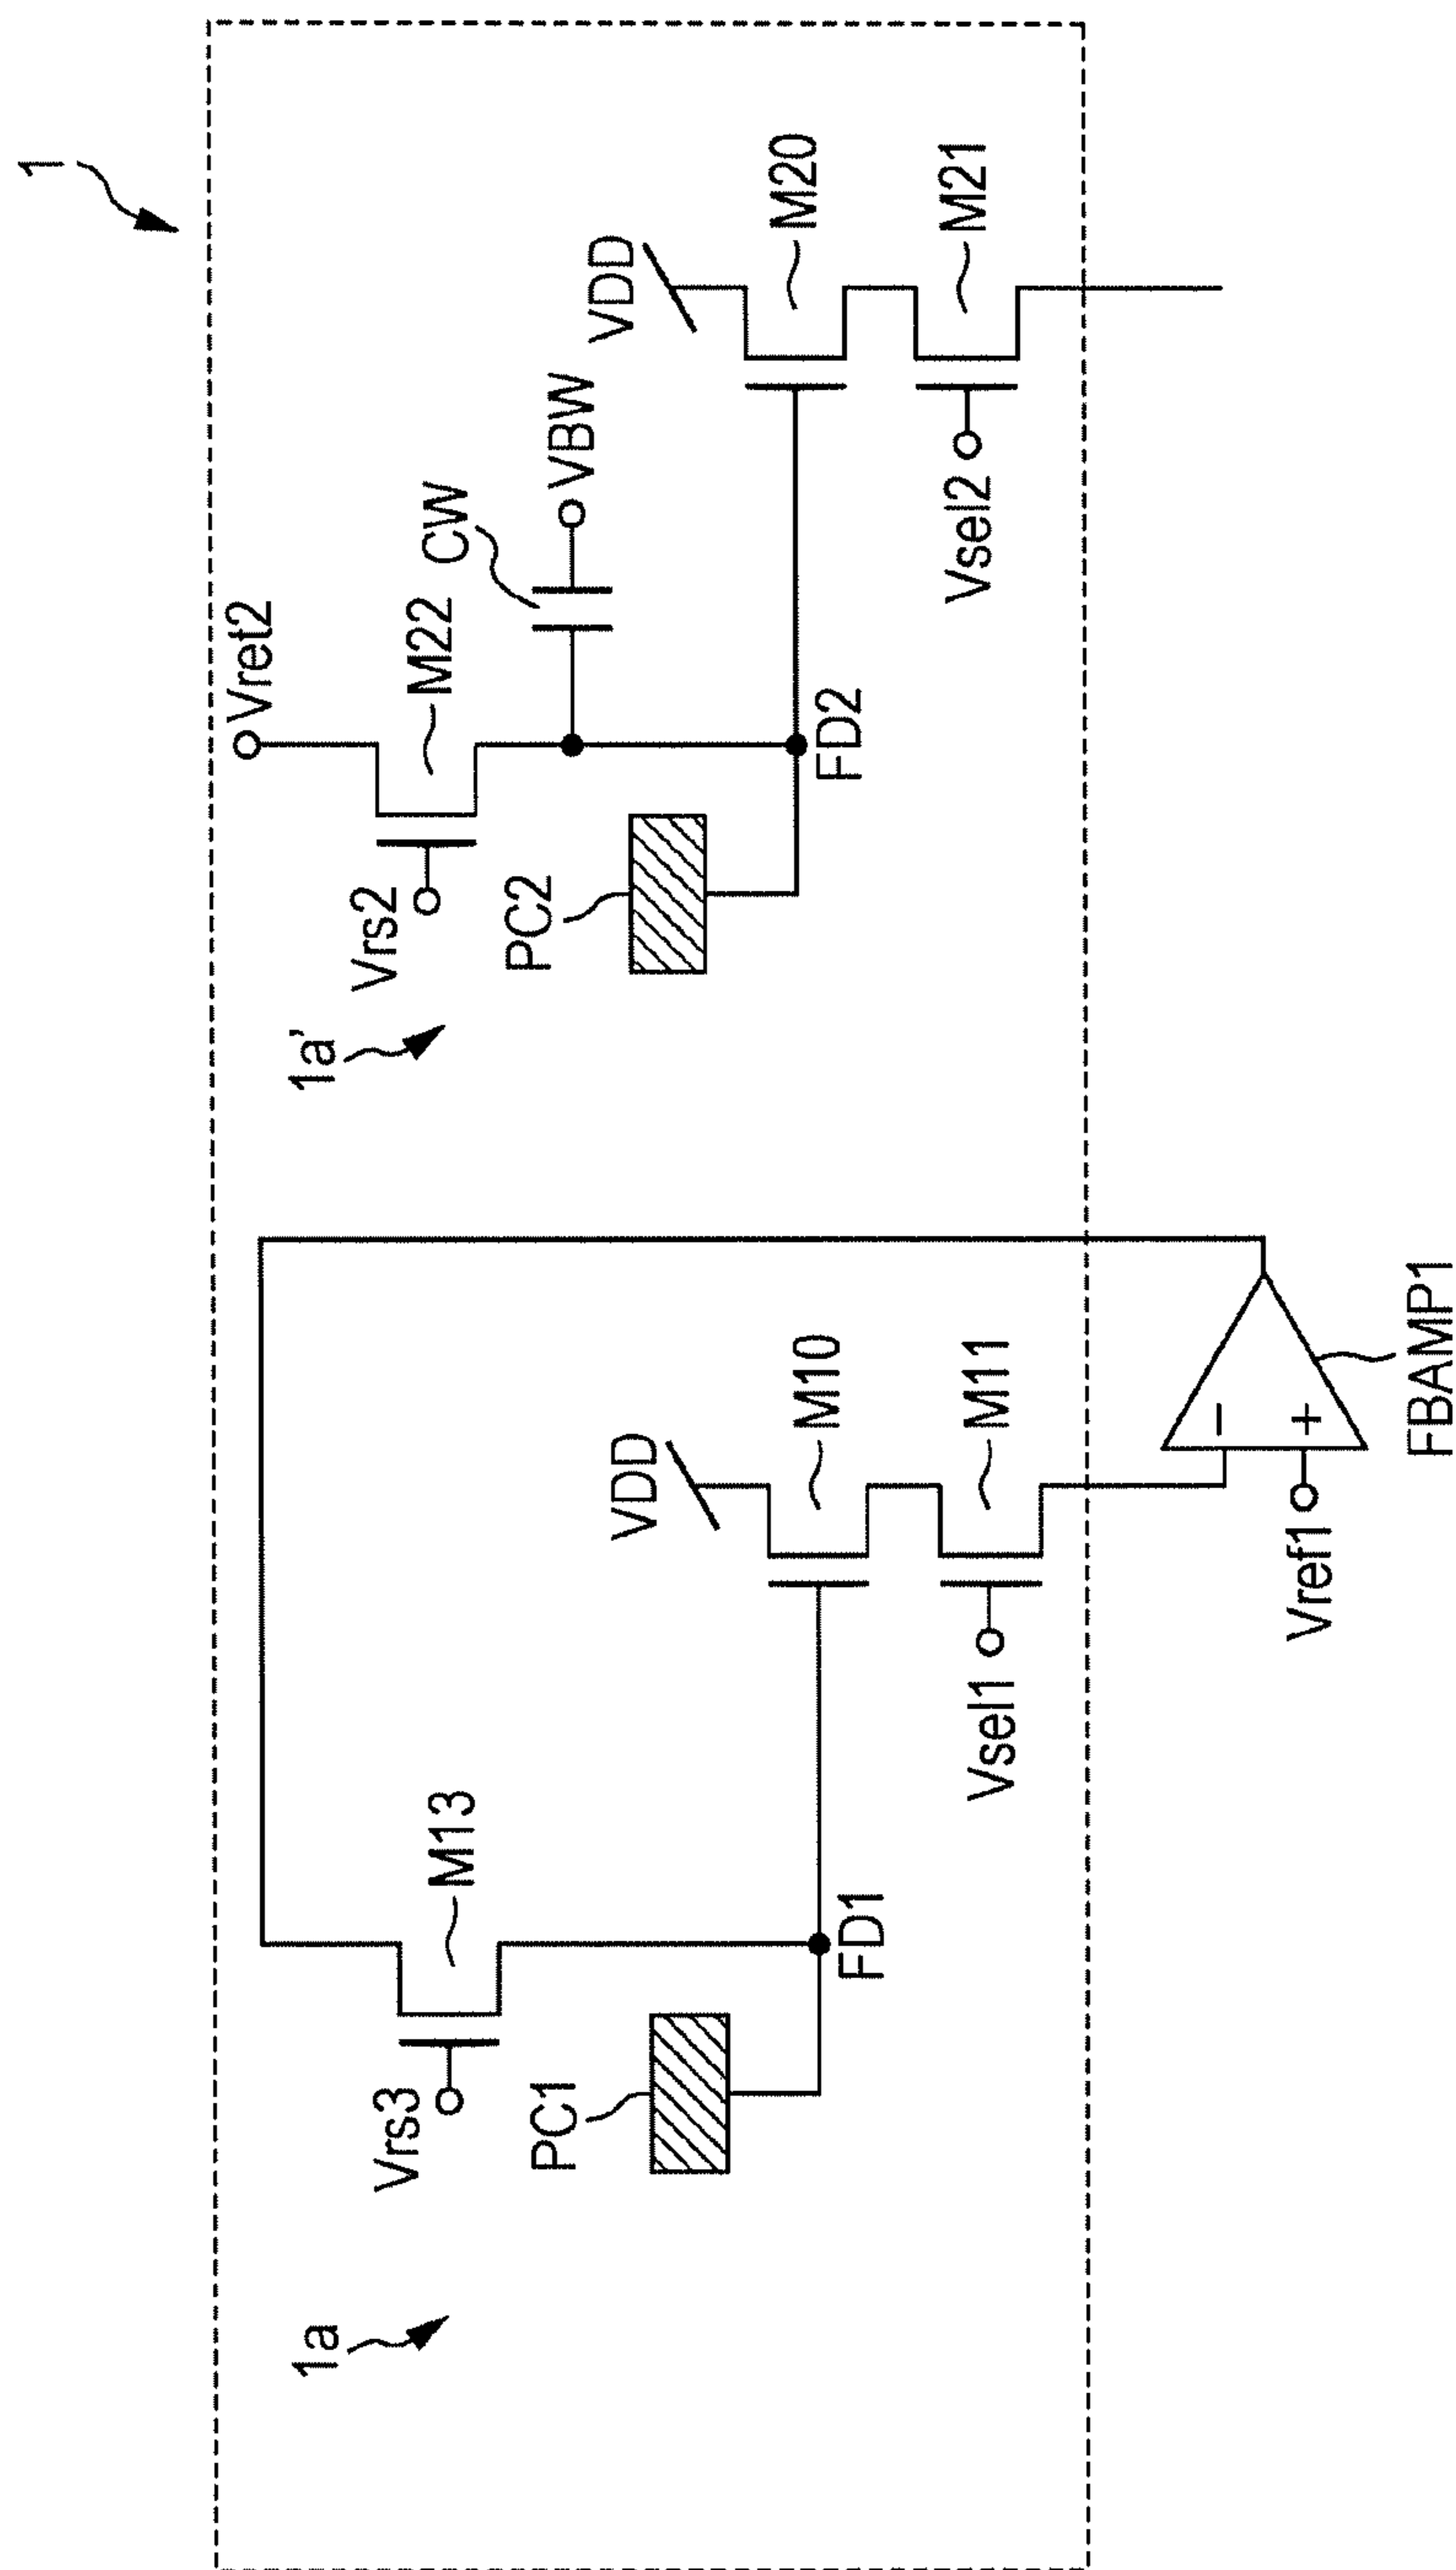 1
Vret2
M22
CW
VBW
VDD
M20
M21
Vrs2
PC2
FD2
Vsel2
1a'
M13
VDD
M10
M11
Vrs3
PC1
FD1
Vsel1
Vref1
−
+
FBAMP1
1a